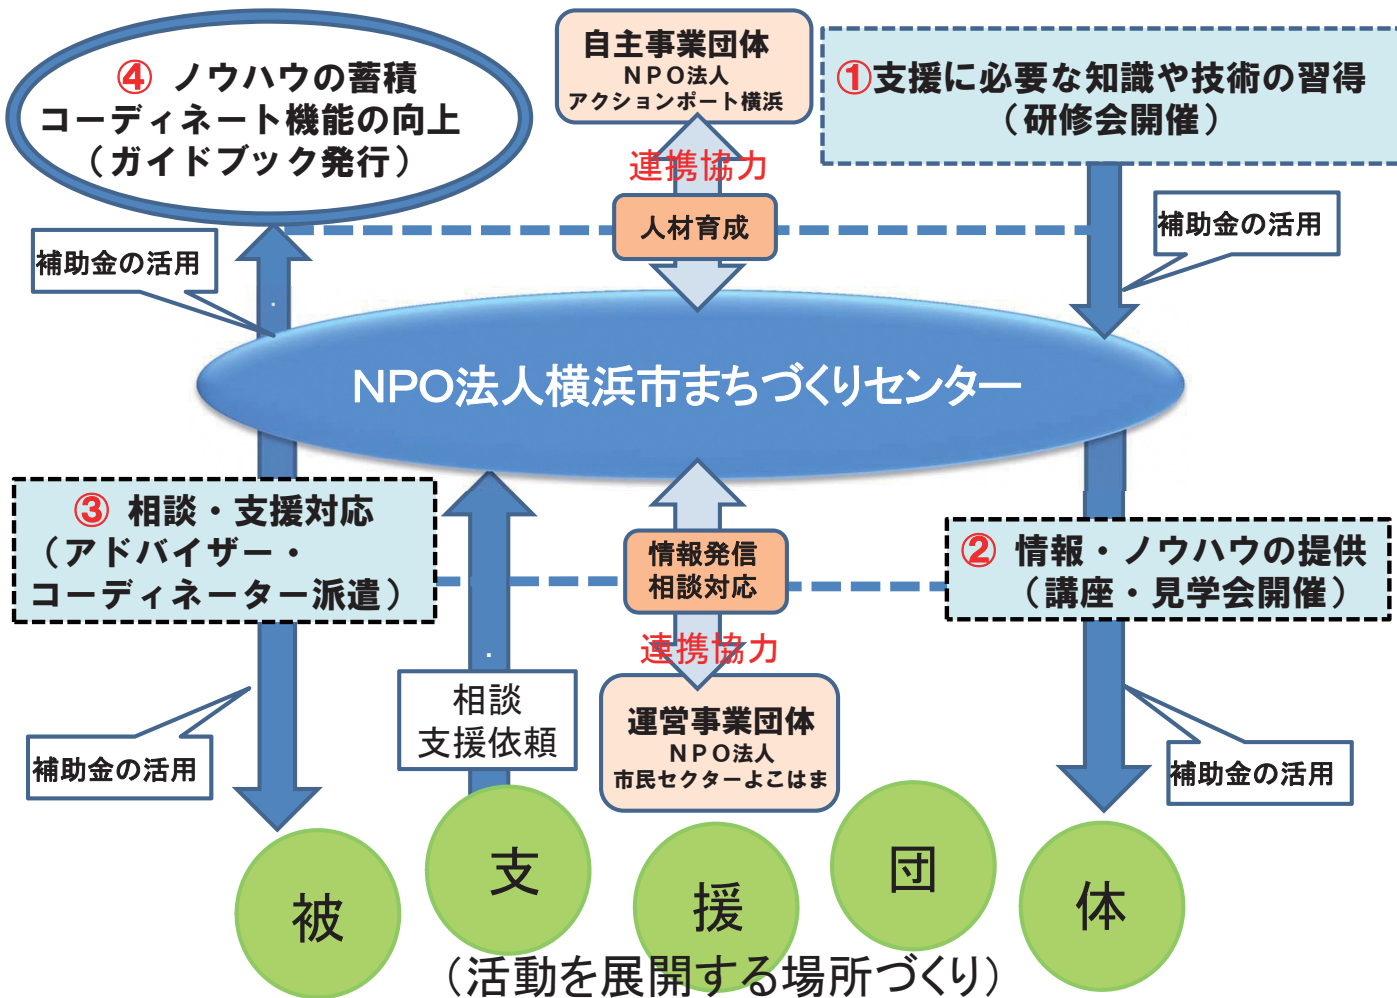 ④ ノウハウの蓄積
コーディネート機能の向上
（ガイドブック発行）
自主事業団体
ＮＰＯ法人
アクションポート横浜
①支援に必要な知識や技術の習得
（研修会開催）
連携協力
人材育成
補助金の活用
補助金の活用
NPO法人横浜市まちづくりセンター
③ 相談・支援対応
（アドバイザー・
コーディネーター派遣）
情報発信
相談対応
② 情報・ノウハウの提供
（講座・見学会開催）
連携協力
相談
支援依頼
運営事業団体
ＮＰＯ法人
市民セクターよこはま
補助金の活用
補助金の活用
被 支 援 団 体
（活動を展開する場所づくり）